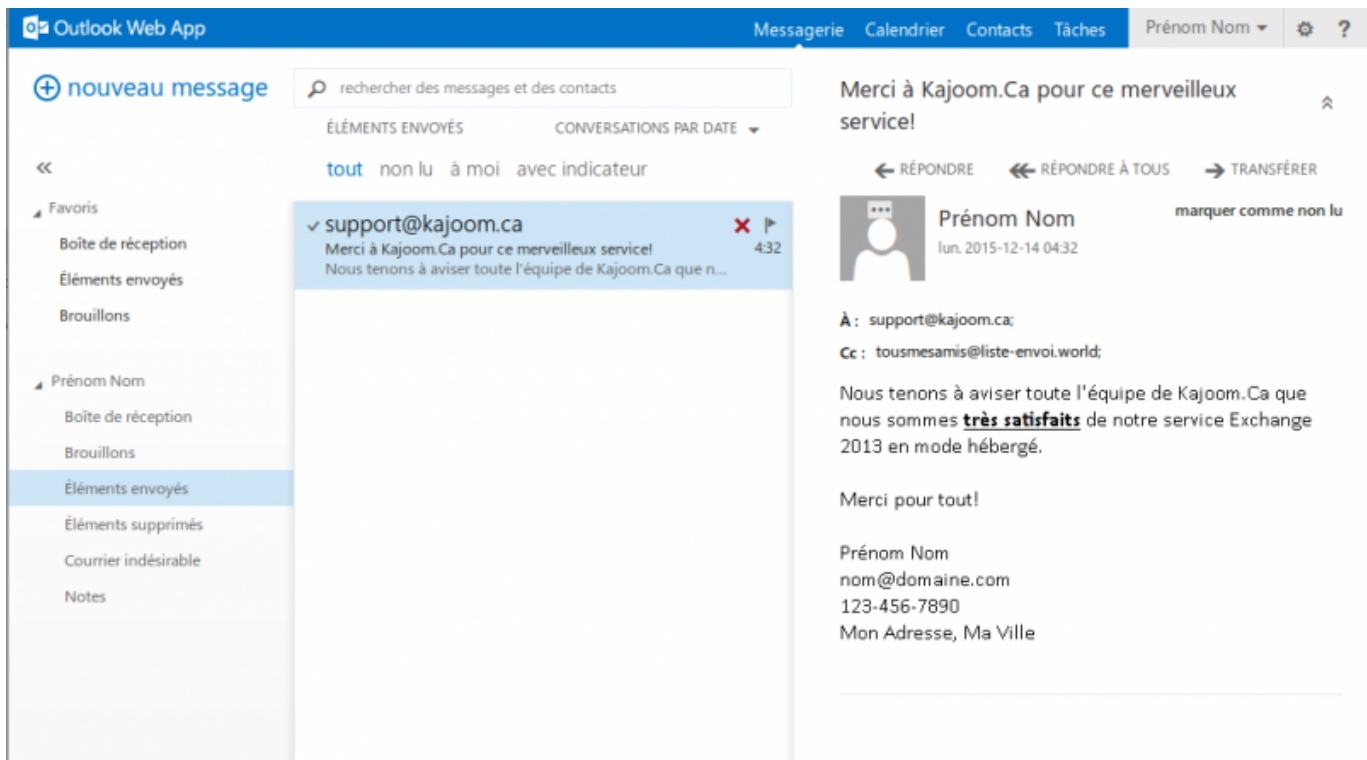 Outlook Web App
Messagerie Calendrier Contacts Tâches Prénom Nom ?
nouveau message
Favoris
Boîte de réception
Éléments envoyés
Brouillons
Prénom Nom
Boîte de réception
Brouillons
Éléments envoyés
Éléments supprimés
Courrier indésirable
Notes
rechercher des messages et des contacts
ÉLÉMENTS ENVOYÉS CONVERSATIONS PAR DATE
tout non lu à moi avec indicateur
support@kajoom.ca
Merci à Kajoom.Ca pour ce merveilleux service! 4:32
Nous tenons à aviser toute l'équipe de Kajoom.Ca que n...
Merci à Kajoom.Ca pour ce merveilleux
service!
RÉPONDRE RÉPONDRE À TOUS TRANSFÉRER
Prénom Nom marquer comme non lu
lun. 2015-12-14 04:32
À : support@kajoom.ca;
Cc : tousmesamis@liste-envoi.world;
Nous tenons à aviser toute l'équipe de Kajoom.Ca que
nous sommes très satisfaits de notre service Exchange
2013 en mode hébergé.
Merci pour tout!
Prénom Nom
nom@domaine.com
123-456-7890
Mon Adresse, Ma Ville